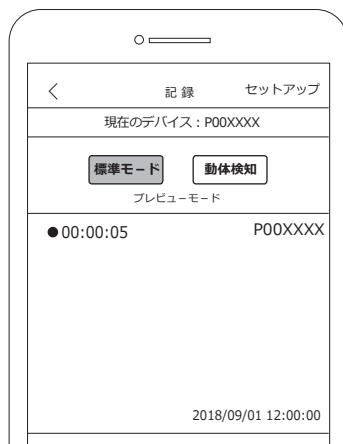 記録 セットアップ
現在のデバイス：P00XXXX
標準モード 動体検知
プレビューモード
●00:00:05 P00XXXX
2018/09/01 12:00:00